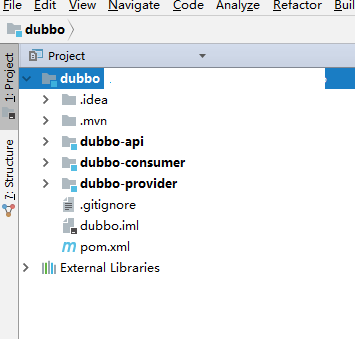 File Edit View Navigate Code Analyze Refactor
dubbo
Project
1: Project
7: Structure
dubbo
.idea
.mvn
dubbo-api
dubbo-consumer
dubbo-provider
.gitignore
dubbo.iml
pom.xml
External Libraries